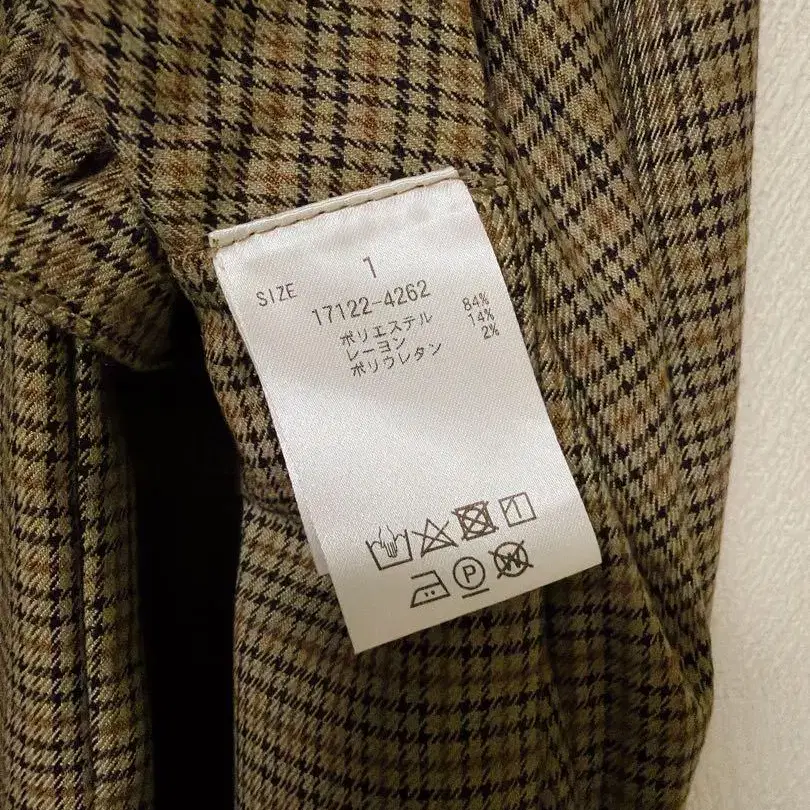 SIZE 1
17122-4262
ポリエステル 84%
レーヨン 14%
ポリウレタン 2%
P W